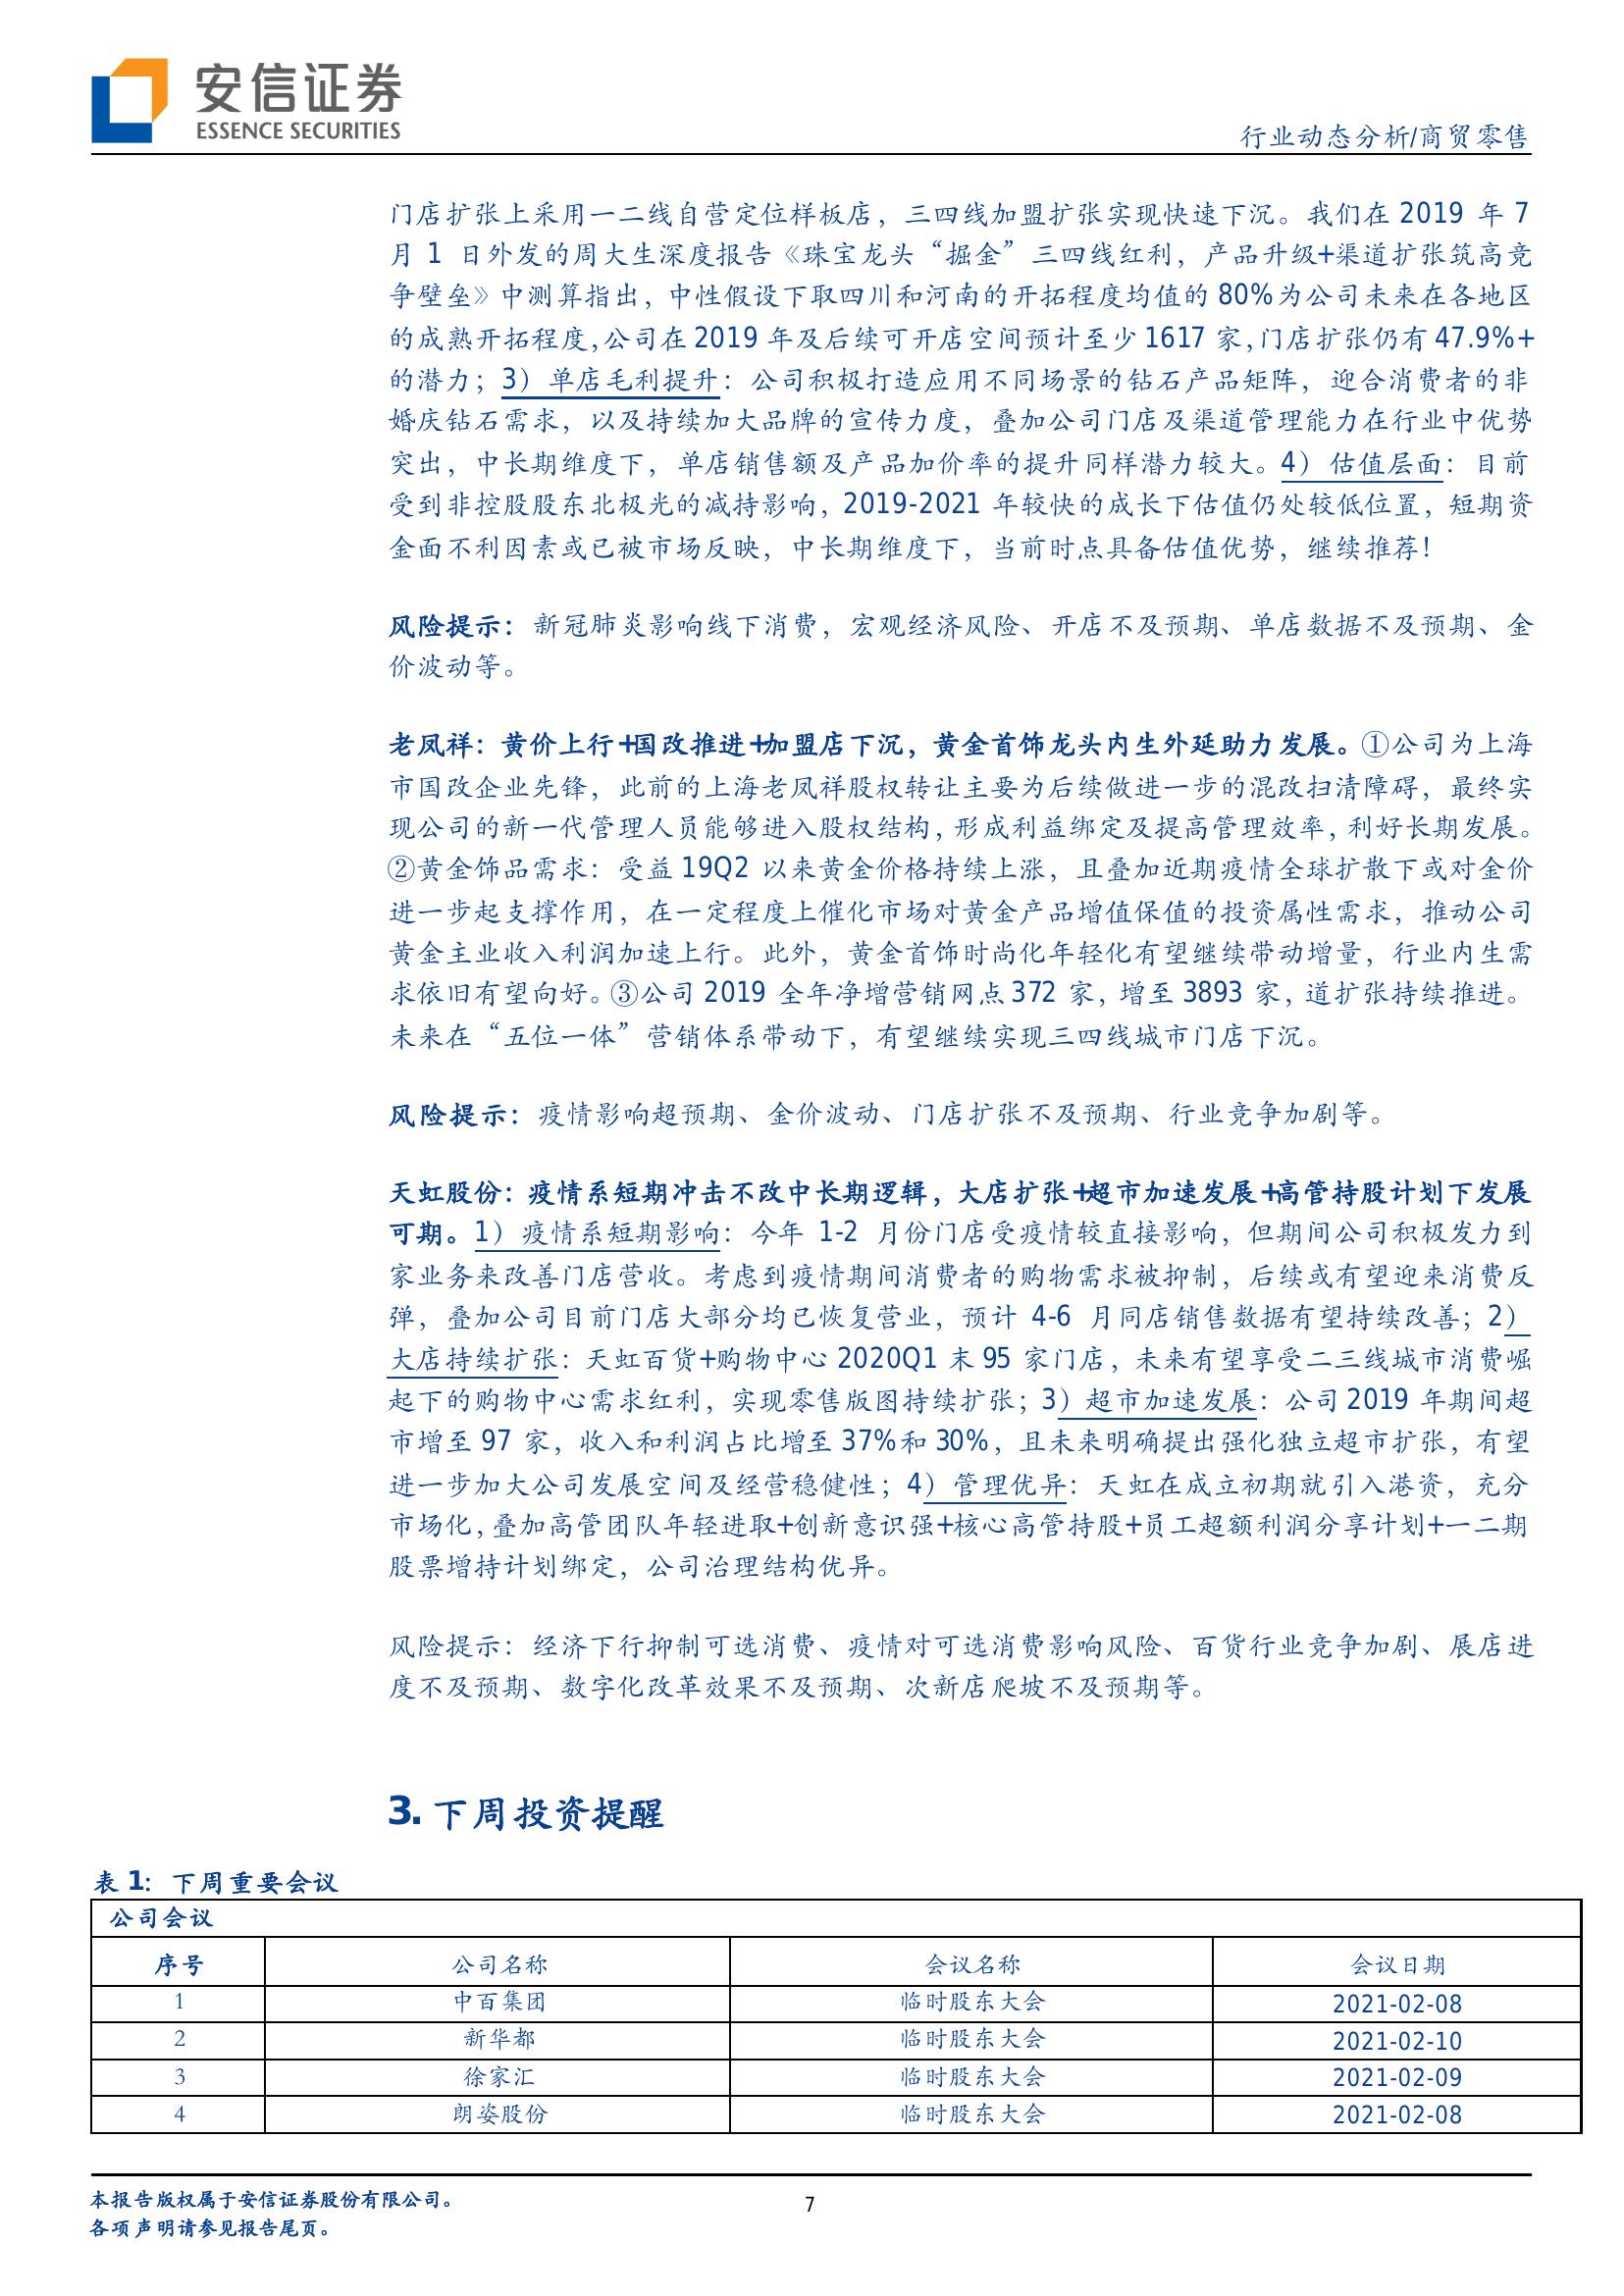 安信证券
ESSENCE SECURITIES
行业动态分析/商贸零售
门店扩张上采用一二线自营定位样板店，三四线加盟扩张实现快速下沉。我们在 2019 年 7
月 1 日外发的周大生深度报告《珠宝龙头“掘金”三四线红利，产品升级+渠道扩张筑高竞
争壁垒》中测算指出，中性假设下取四川和河南的开拓程度均值的 80%为公司未来在各地区
的成熟开拓程度，公司在 2019 年及后续可开店空间预计至少 1617 家，门店扩张仍有 47.9%+
的潜力；3）单店毛利提升：公司积极打造应用不同场景的钻石产品矩阵，迎合消费者的非
婚庆钻石需求，以及持续加大品牌的宣传力度，叠加公司门店及渠道管理能力在行业中优势
突出，中长期维度下，单店销售额及产品加价率的提升同样潜力较大。4）估值层面：目前
受到非控股股东北极光的减持影响，2019-2021 年较快的成长下估值仍处较低位置，短期资
金面不利因素或已被市场反映，中长期维度下，当前时点具备估值优势，继续推荐！
风险提示：新冠肺炎影响线下消费，宏观经济风险、开店不及预期、单店数据不及预期、金
价波动等。
老凤祥：黄价上行+国改推进+加盟店下沉，黄金首饰龙头内生外延助力发展。①公司为上海
市国改企业先锋，此前的上海老凤祥股权转让主要为后续做进一步的混改扫清障碍，最终实
现公司的新一代管理人员能够进入股权结构，形成利益绑定及提高管理效率，利好长期发展。
②黄金饰品需求：受益 19Q2 以来黄金价格持续上涨，且叠加近期疫情全球扩散下或对金价
进一步起支撑作用，在一定程度上催化市场对黄金产品增值保值的投资属性需求，推动公司
黄金主业收入利润加速上行。此外，黄金首饰时尚化年轻化有望继续带动增量，行业内生需
求依旧有望向好。③公司 2019 全年净增营销网点 372 家，增至 3893 家，道扩张持续推进。
未来在“五位一体”营销体系带动下，有望继续实现三四线城市门店下沉。
风险提示：疫情影响超预期、金价波动、门店扩张不及预期、行业竞争加剧等。
天虹股份：疫情系短期冲击不改中长期逻辑，大店扩张+超市加速发展+高管持股计划下发展
可期。1）疫情系短期影响：今年 1-2 月份门店受疫情较直接影响，但期间公司积极发力到
家业务来改善门店营收。考虑到疫情期间消费者的购物需求被抑制，后续或有望迎来消费反
弹，叠加公司目前门店大部分均已恢复营业，预计 4-6 月同店销售数据有望持续改善；2）
大店持续扩张：天虹百货+购物中心 2020Q1 末 95 家门店，未来有望享受二三线城市消费崛
起下的购物中心需求红利，实现零售版图持续扩张；3）超市加速发展：公司 2019 年期间超
市增至 97 家，收入和利润占比增至 37%和 30%，且未来明确提出强化独立超市扩张，有望
进一步加大公司发展空间及经营稳健性；4）管理优异：天虹在成立初期就引入港资，充分
市场化，叠加高管团队年轻进取+创新意识强+核心高管持股+员工超额利润分享计划+一二期
股票增持计划绑定，公司治理结构优异。
风险提示：经济下行抑制可选消费、疫情对可选消费影响风险、百货行业竞争加剧、展店进
度不及预期、数字化改革效果不及预期、次新店爬坡不及预期等。
3. 下周投资提醒
表 1：下周重要会议
公司会议
序号 公司名称 会议名称 会议日期
1 中百集团 临时股东大会 2021-02-08
2 新华都 临时股东大会 2021-02-10
3 徐家汇 临时股东大会 2021-02-09
4 朗姿股份 临时股东大会 2021-02-08
本报告版权属于安信证券股份有限公司。
各项声明请参见报告尾页。
7